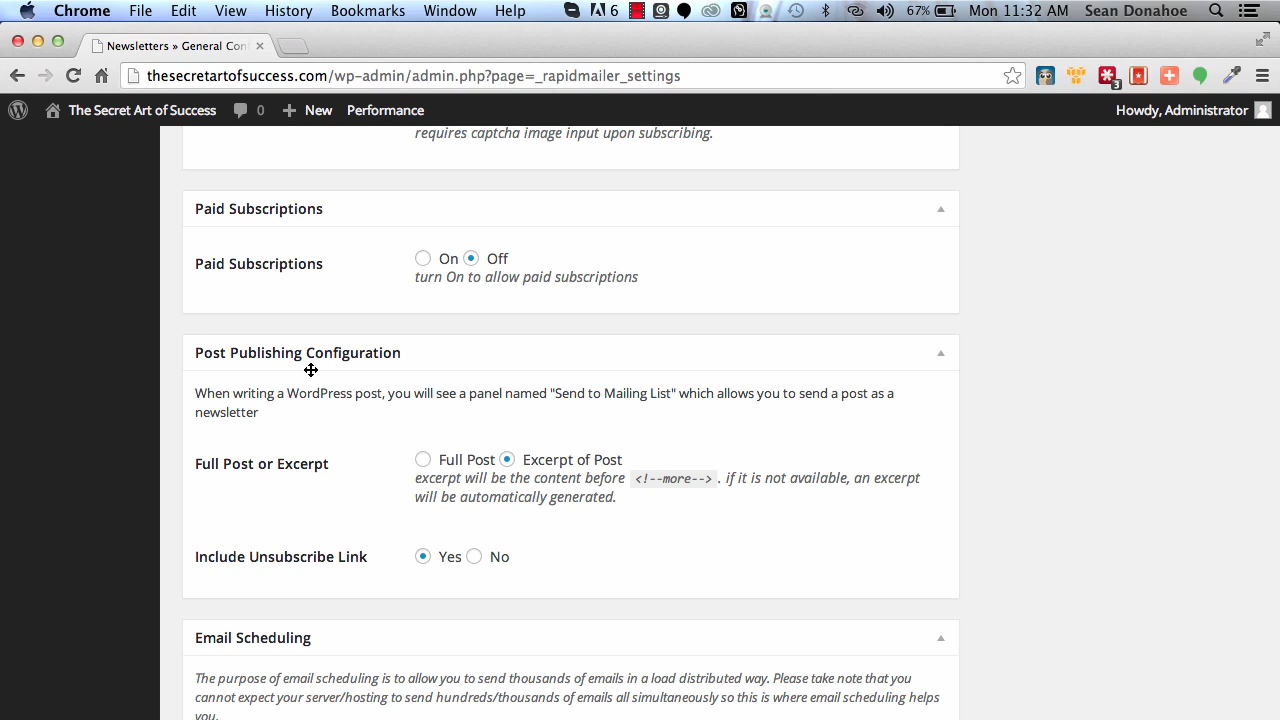 Chrome File Edit View History Bookmarks Window Help 6 67% Mon 11:32 AM Sean Donahoe
Newsletters » General Con
thesecretartofsuccess.com/wp-admin/admin.php?page=_rapidmailer_settings 3
The Secret Art of Success 0 New Performance Howdy, Administrator
requires captcha image input upon subscribing.
Paid Subscriptions
Paid Subscriptions On Off
turn On to allow paid subscriptions
Post Publishing Configuration
When writing a WordPress post, you will see a panel named "Send to Mailing List" which allows you to send a post as a
newsletter
Full Post or Excerpt Full Post Excerpt of Post
excerpt will be the content before <!--more--> . if it is not available, an excerpt
will be automatically generated.
Include Unsubscribe Link Yes No
Email Scheduling
The purpose of email scheduling is to allow you to send thousands of emails in a load distributed way. Please take note that you
cannot expect your server/hosting to send hundreds/thousands of emails all simultaneously so this is where email scheduling helps
you.